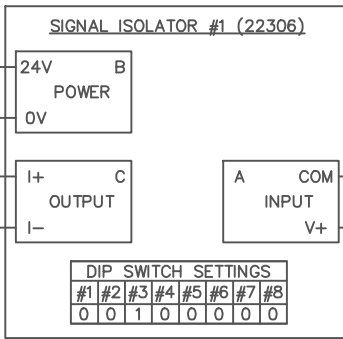 SIGNAL ISOLATOR #1 (22306)
24V B
POWER
0V
I+ C
OUTPUT
I−
A COM
INPUT
V+
DIP SWITCH SETTINGS
#1 #2 #3 #4 #5 #6 #7 #8
0 0 1 0 0 0 0 0